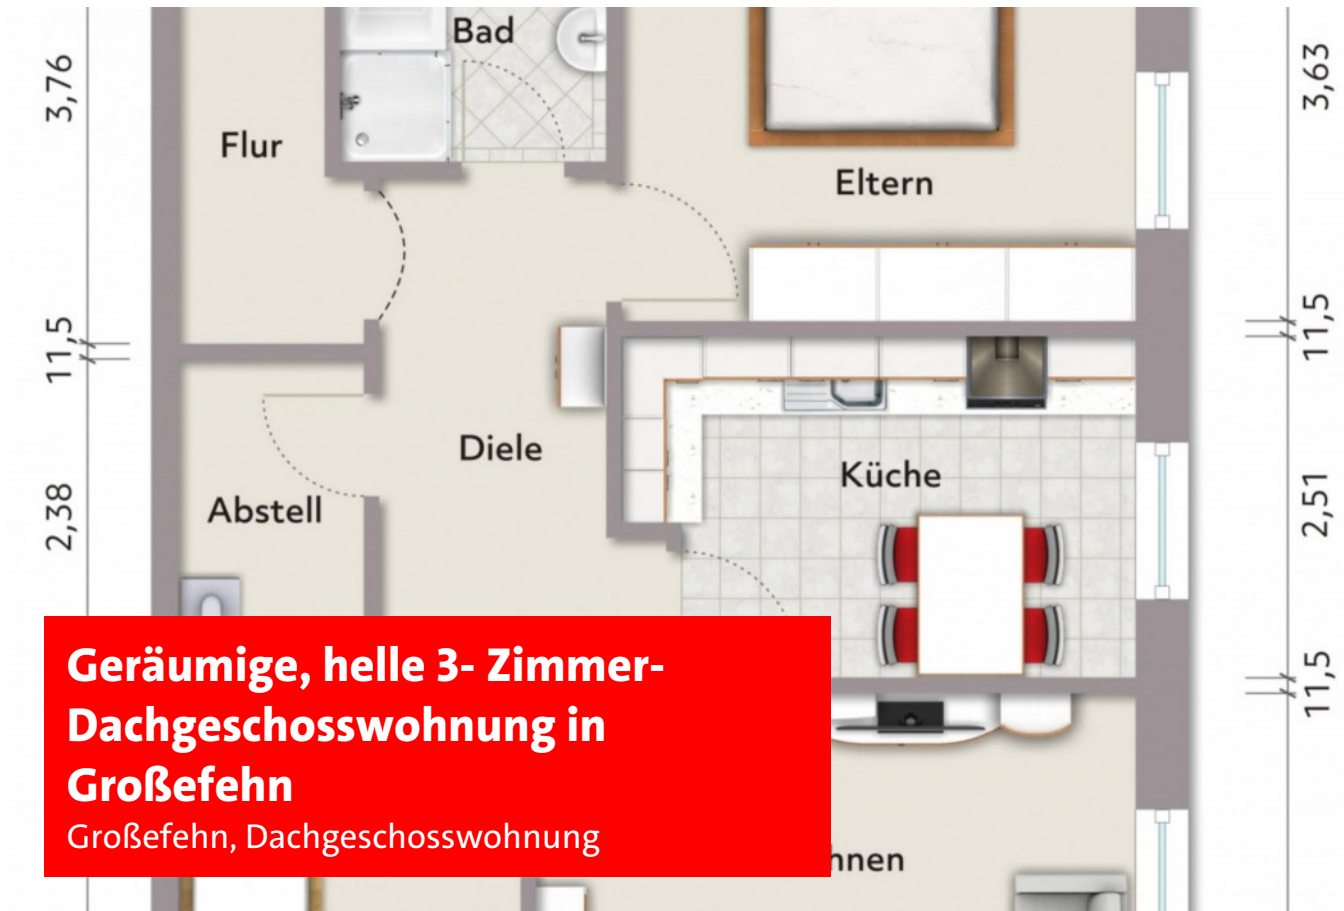 Bad
3,76
3,63
Flur
Eltern
11,5
11,5
Diele
Küche
2,38
Abstell
2,51
11,5
Geräumige, helle 3- Zimmer-
Dachgeschosswohnung in
Großefehn
Großefehn, Dachgeschosswohnung
hnen